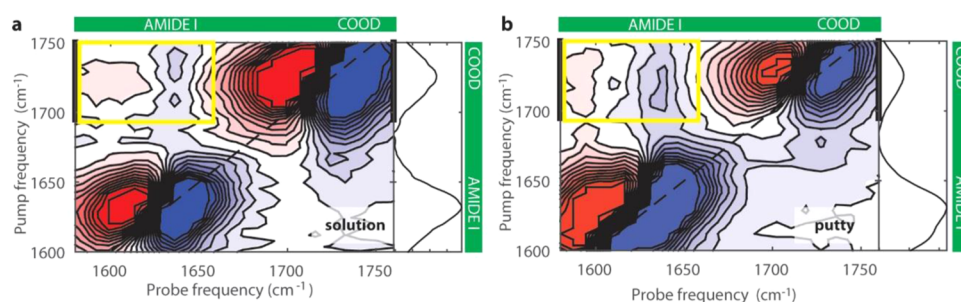 a
AMIDE I COOD
1750
1700
1650
1600
Pump frequency (cm⁻¹)
solution
1600 1650 1700 1750
Probe frequency (cm⁻¹)
COOD
AMIDE I
b
AMIDE I COOD
1750
1700
1650
1600
Pump frequency (cm⁻¹)
putty
1600 1650 1700 1750
Probe frequency (cm⁻¹)
COOD
AMIDE I